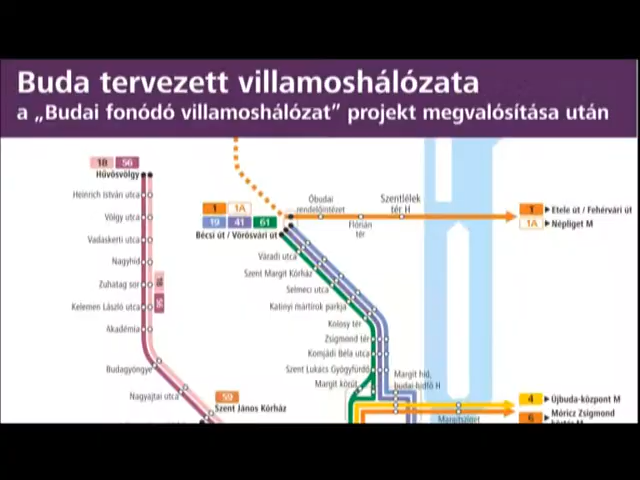 Buda tervezett villamoshálózata
a „Budai fonódó villamoshálózat” projekt megvalósítása után
18 56
Hűvösvölgy
Heinrich István utca
Völgy utca
Vadaskerti utca
Nagyhíd
Zuhatag sor
Kelemen László utca
Akadémia
18
56
Budagyöngye
Nagyajtai utca
59
Szent János Kórház
1 1A
19 41 61
Bécsi út / Vörösvári út
Óbudai
rendelőintézet
Flórián
tér
Szentlélek
tér H
1 Etele út / Fehérvári út
1A Népliget M
Váradi utca
Szent Margit Kórház
Selmeci utca
Katinyi mártírok parkja
Kolosy tér
Zsigmond tér
Komjádi Béla utca
Szent Lukács Gyógyfürdő
Margit körút
Margit híd,
budai hídfő H
Margitsziget
4 Újbuda-központ M
6 Móricz Zsigmond
körtér M